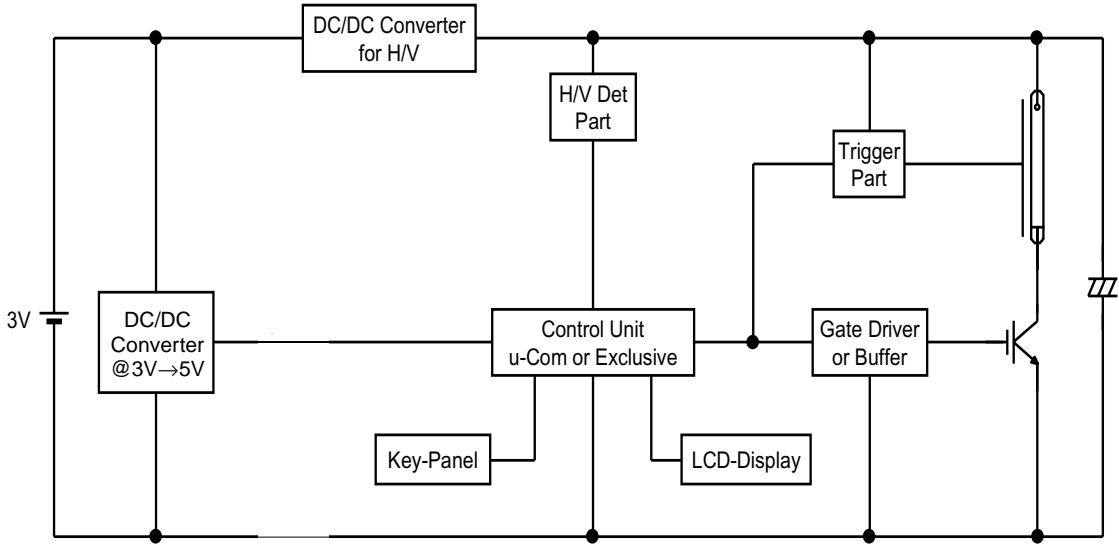 DC/DC Converter
for H/V
H/V Det
Part
Trigger
Part
3V
DC/DC
Converter
@3V→5V
Control Unit
u-Com or Exclusive
Gate Driver
or Buffer
Key-Panel
LCD-Display